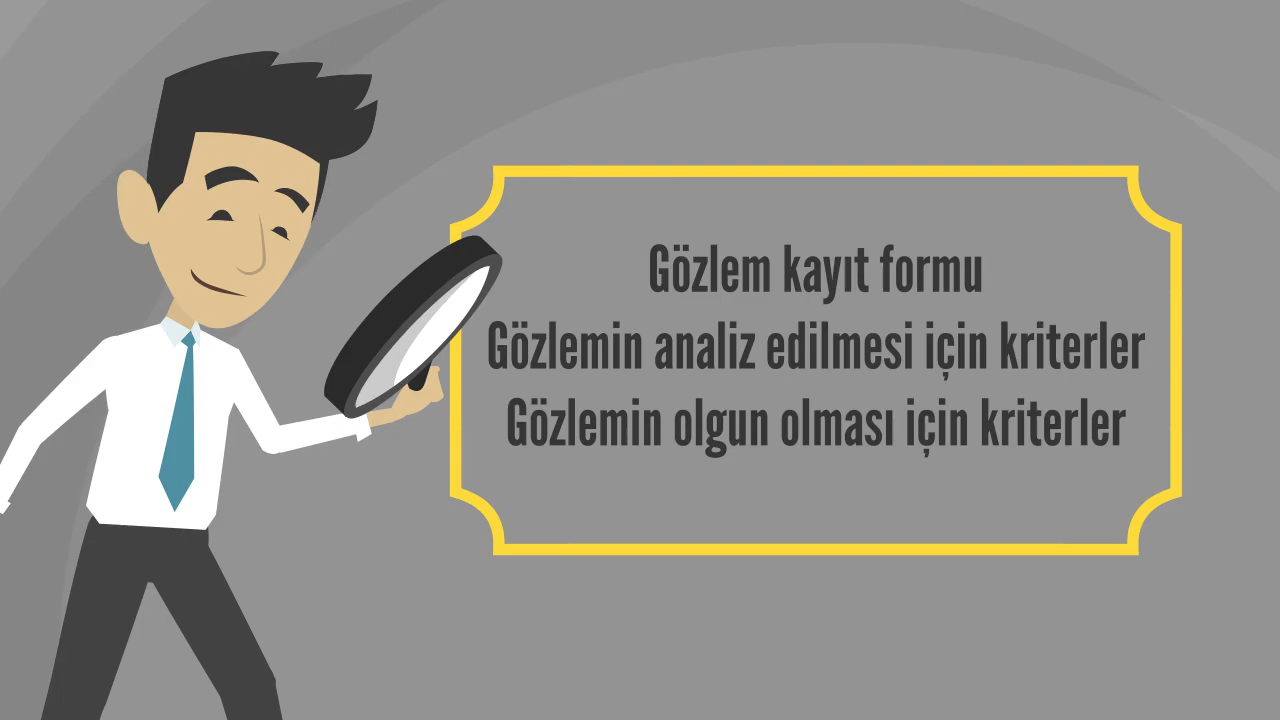 Gözlem kayıt formu
Gözlemin analiz edilmesi için kriterler
Gözlemin olgun olması için kriterler